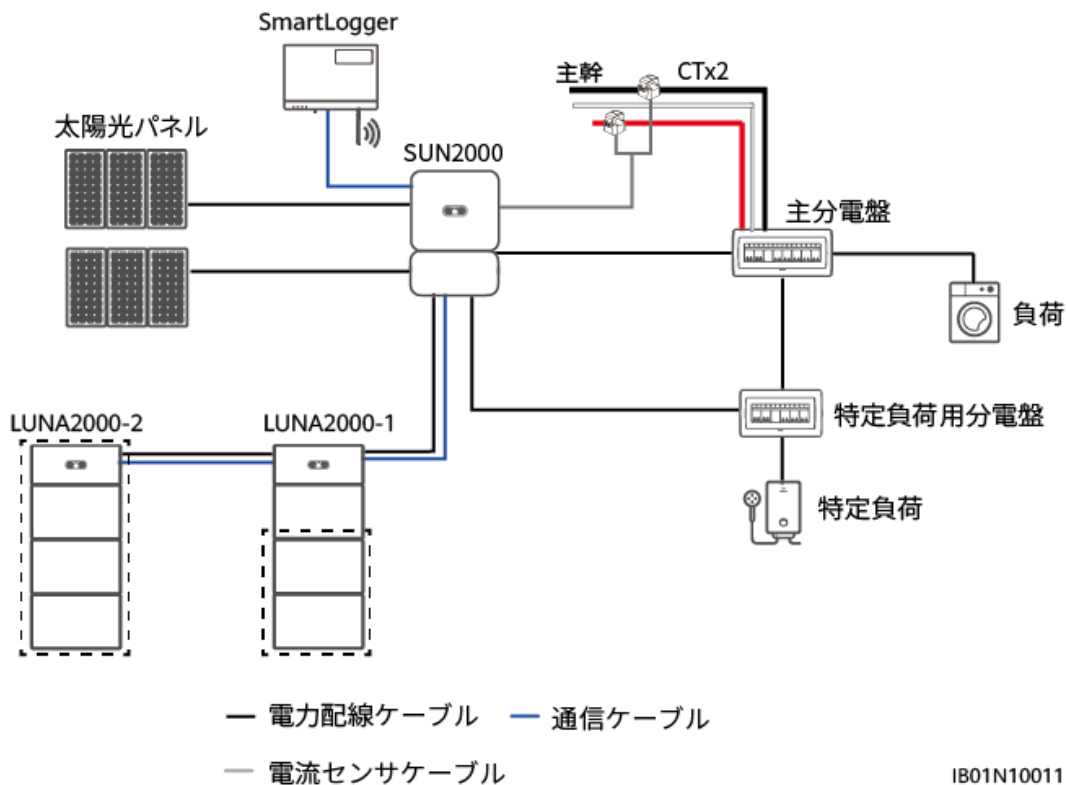 SmartLogger
主幹
CTx2
太陽光パネル
SUN2000
主分電盤
負荷
LUNA2000-2
LUNA2000-1
特定負荷用分電盤
特定負荷
電力配線ケーブル
通信ケーブル
電流センサケーブル
IB01N10011